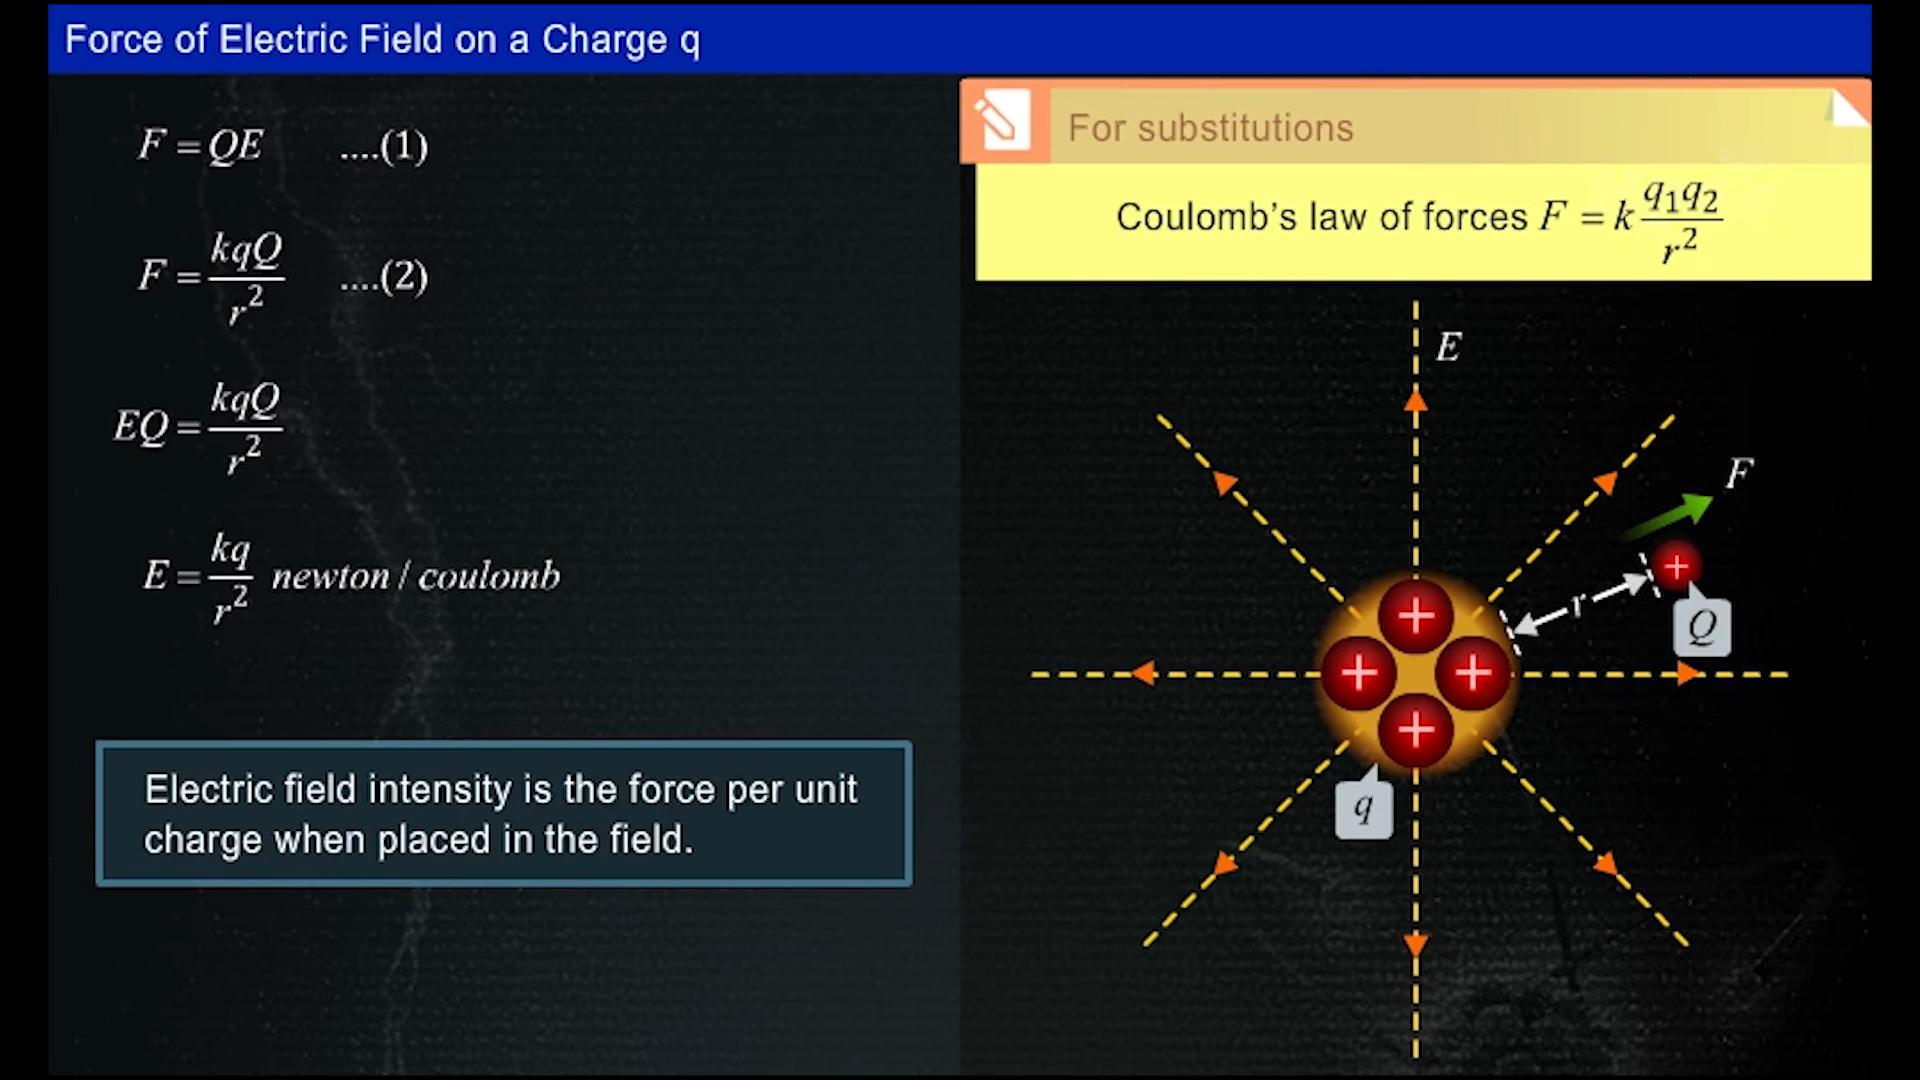 Force of Electric Field on a Charge q
F = QE ....(1)
F = kqQ/r² ....(2)
EQ = kqQ/r²
E = kq/r² newton / coulomb
Electric field intensity is the force per unit
charge when placed in the field.
For substitutions
Coulomb's law of forces F = k q₁q₂/r²
E
F
r
Q
+
+
+
+
+
q